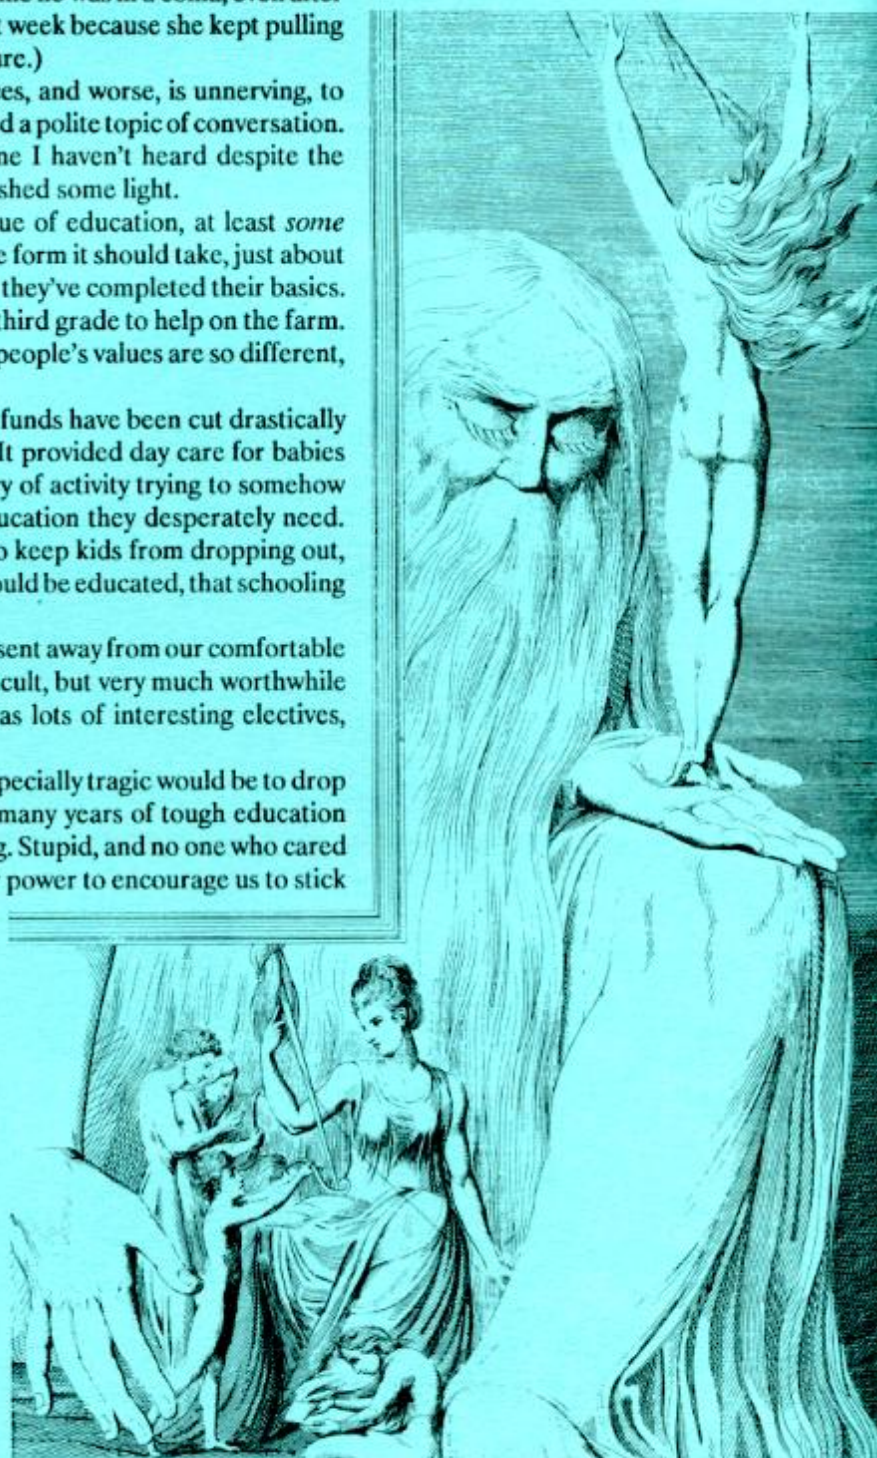 week because she kept pulling
ure.)
es, and worse, is unnerving, to
d a polite topic of conversation.
ne I haven't heard despite the
shed some light.
ue of education, at least some
e form it should take, just about
they've completed their basics.
third grade to help on the farm.
people's values are so different,
funds have been cut drastically
It provided day care for babies
y of activity trying to somehow
ucation they desperately need.
o keep kids from dropping out,
ould be educated, that schooling
sent away from our comfortable
cult, but very much worthwhile
as lots of interesting electives,
pecially tragic would be to drop
many years of tough education
g. Stupid, and no one who cared
power to encourage us to stick